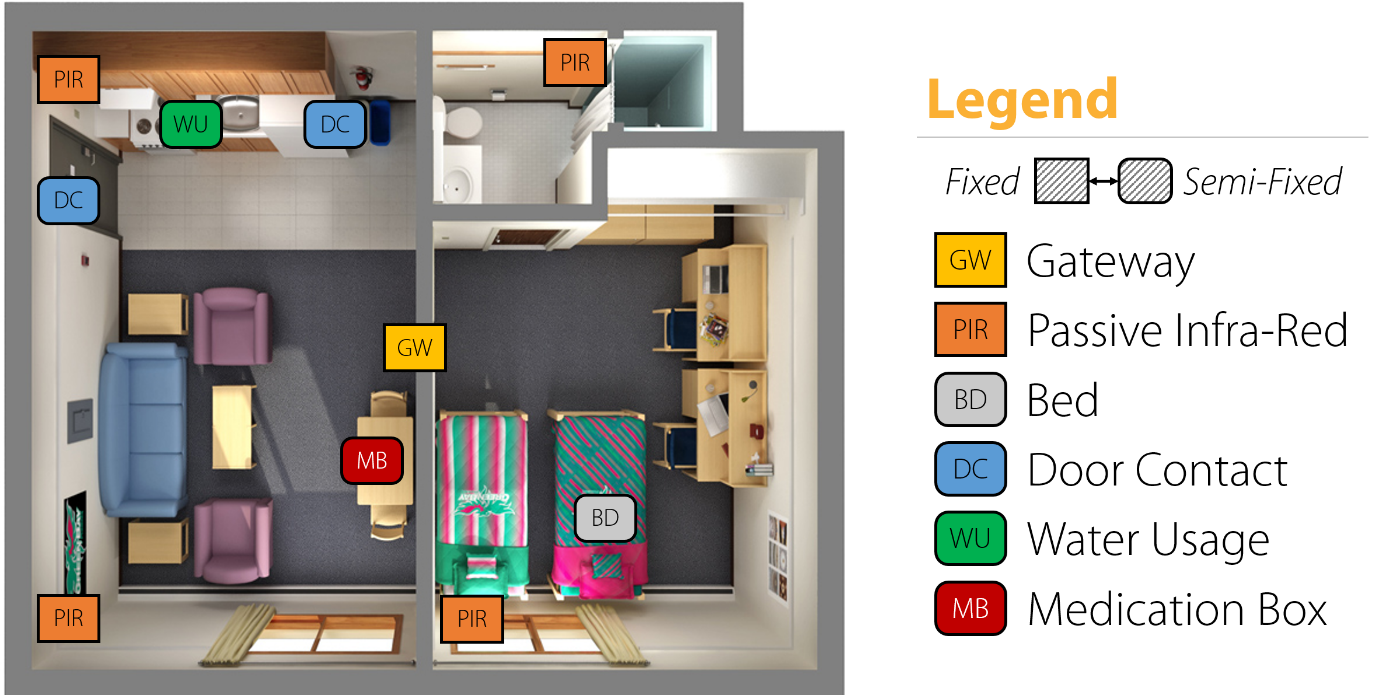 PIR
PIR
WU
DC
DC
GW
MB
BD
PIR
PIR
Legend
Fixed
Semi-Fixed
GW Gateway
PIR Passive Infra-Red
BD Bed
DC Door Contact
WU Water Usage
MB Medication Box